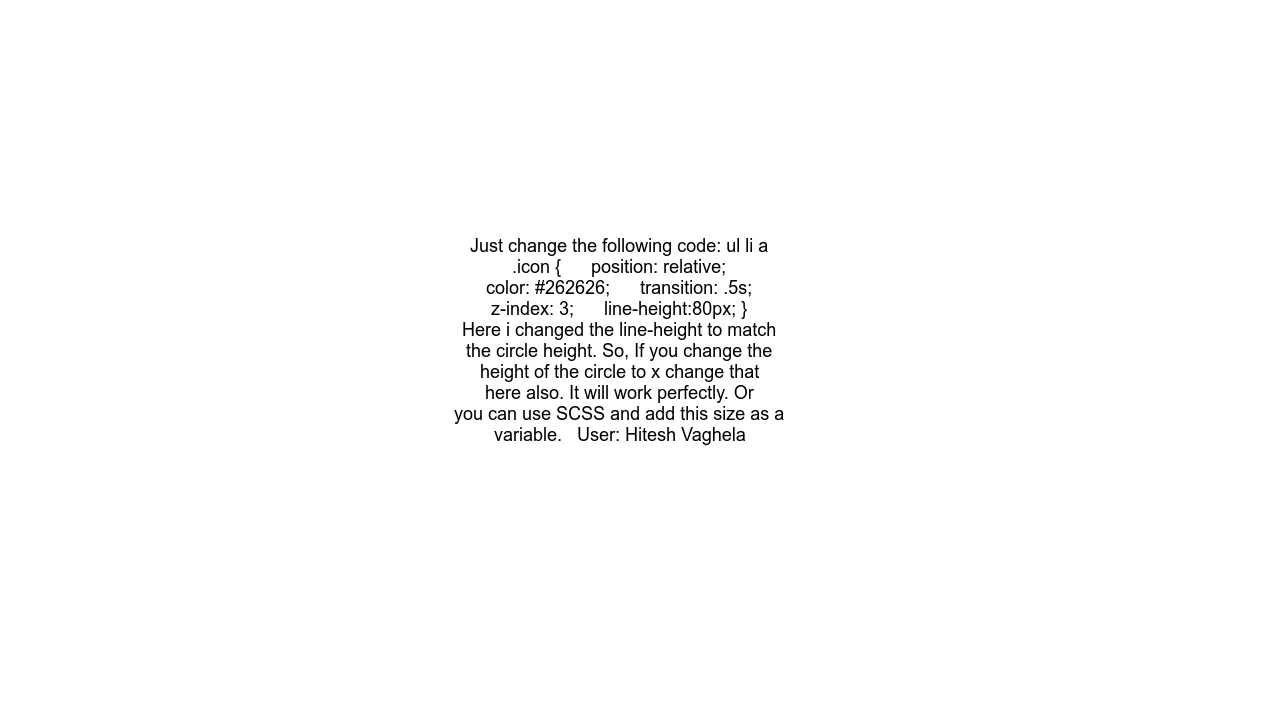 Just change the following code: ul li a
.icon {      position: relative;
color: #262626;      transition: .5s;
z-index: 3;      line-height:80px; }
Here i changed the line-height to match
the circle height. So, If you change the
height of the circle to x change that
here also. It will work perfectly. Or
you can use SCSS and add this size as a
variable.   User: Hitesh Vaghela